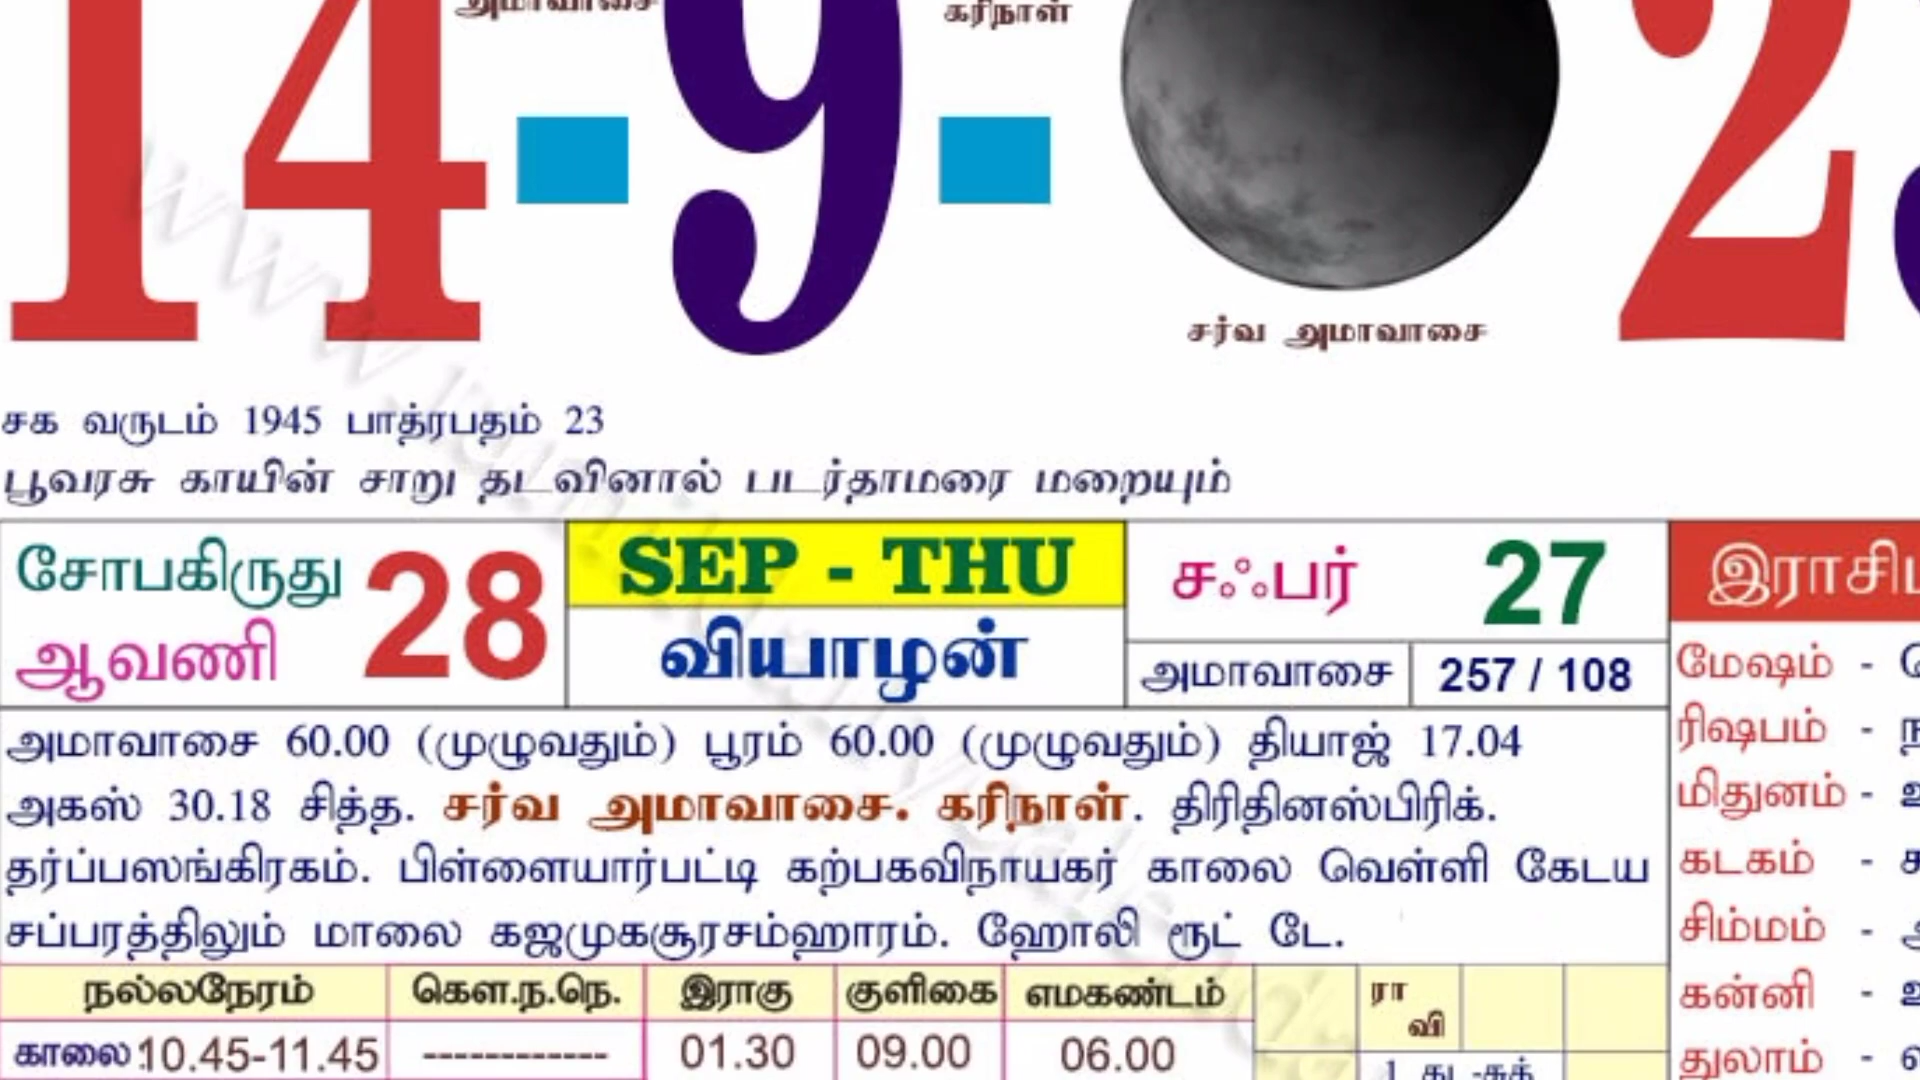 அமாவாசை கரிநாள்
14-9- 2
சர்வ அமாவாசை
சக வருடம் 1945 பாத்ரபதம் 23
பூவரசு காயின் சாறு தடவினால் படர்தாமரை மறையும்
சோபகிருது
ஆவணி
28
SEP - THU
வியாழன்
சஃபர் 27
அமாவாசை 257 / 108
அமாவாசை 60.00 (முழுவதும்) பூரம் 60.00 (முழுவதும்) தியாஜ் 17.04
அகஸ் 30.18 சித்த. சர்வ அமாவாசை. கரிநாள். திரிதினஸ்பிரிக்.
தர்ப்பஸங்கிரகம். பிள்ளையார்பட்டி கற்பகவிநாயகர் காலை வெள்ளி கேடய
சப்பரத்திலும் மாலை கஜமுகசூரசம்ஹாரம். ஹோலி ரூட் டே.
நல்லநேரம் கௌ.ந.நெ. இராகு குளிகை எமகண்டம்
காலை:10.45-11.45 ------------ 01.30 09.00 06.00
ரா
வி
மேஷம் -
ரிஷபம் -
மிதுனம் -
கடகம் -
சிம்மம் -
கன்னி -
துலாம் -